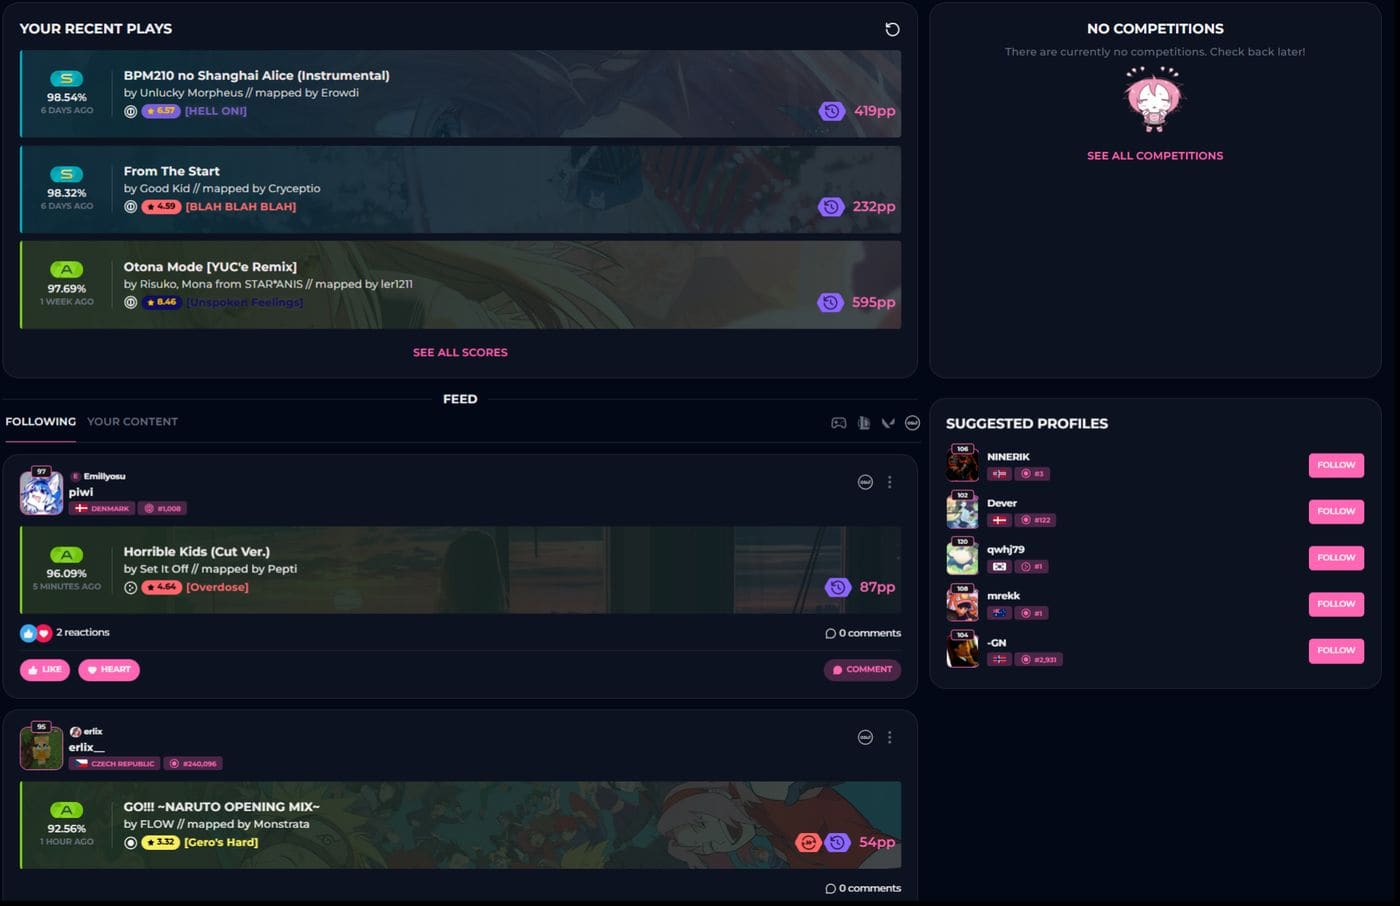 YOUR RECENT PLAYS
S
98.54%
6 DAYS AGO
BPM210 no Shanghai Alice (Instrumental)
by Unlucky Morpheus // mapped by Erowdi
6.57 [HELL ONI]
419pp
S
98.32%
6 DAYS AGO
From The Start
by Good Kid // mapped by Cryceptio
4.59 [BLAH BLAH BLAH]
232pp
A
97.69%
1 WEEK AGO
Otona Mode [YUC'e Remix]
by Risuko, Mona from STAR*ANIS // mapped by ler1211
8.46 [Unspoken Feelings]
595pp
SEE ALL SCORES
NO COMPETITIONS
There are currently no competitions. Check back later!
SEE ALL COMPETITIONS
FEED
FOLLOWING YOUR CONTENT
osu!
97
E Emillyosu
piwi
DENMARK #1,008
osu!
A
96.09%
5 MINUTES AGO
Horrible Kids (Cut Ver.)
by Set It Off // mapped by Pepti
4.64 [Overdose]
87pp
2 reactions
0 comments
LIKE HEART
COMMENT
95
erlix
erlix__
CZECH REPUBLIC #240,096
osu!
A
92.56%
1 HOUR AGO
GO!!! ~NARUTO OPENING MIX~
by FLOW // mapped by Monstrata
3.32 [Gero's Hard]
54pp
0 comments
SUGGESTED PROFILES
106
NINERIK
#3
FOLLOW
102
Dever
#122
FOLLOW
120
qwhj79
#1
FOLLOW
108
mrekk
#1
FOLLOW
104
-GN
#2,931
FOLLOW